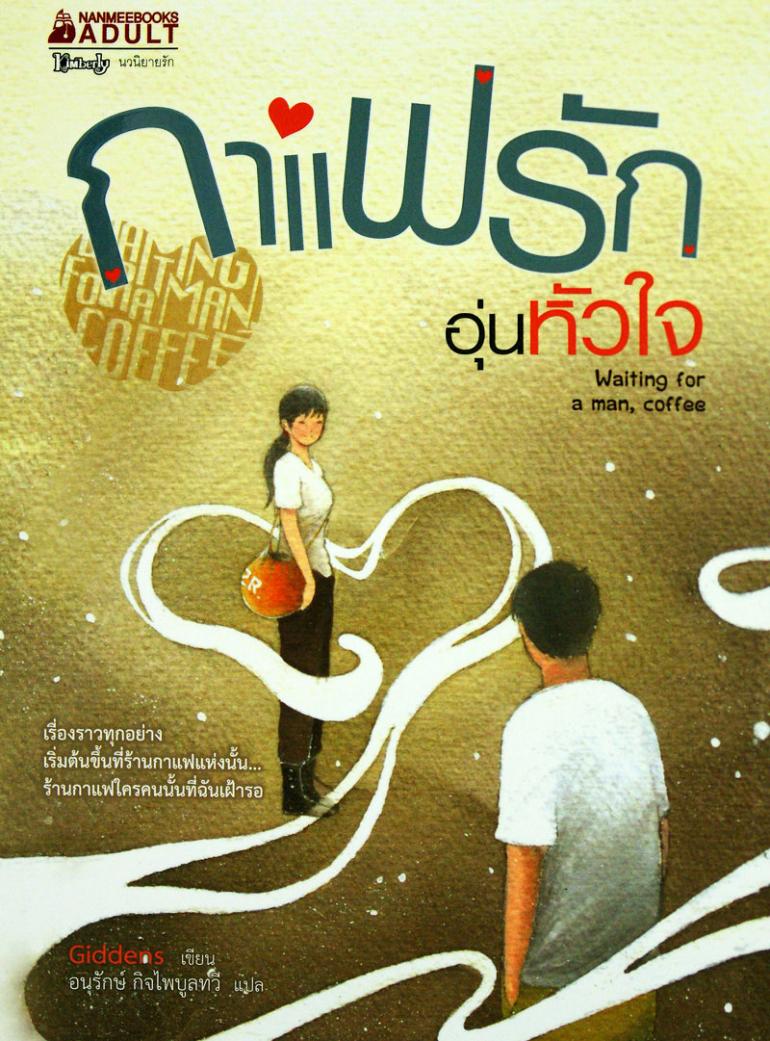 NANMEEBOOKS
ADULT
Kimberly นวนิยายรัก
กาแฟรัก
WAITING
FOR A MAN
COFFEE
อุ่นหัวใจ
Waiting for
a man, coffee
2R.
เรื่องราวทุกอย่าง
เริ่มต้นขึ้นที่ร้านกาแฟแห่งนั้น...
ร้านกาแฟใครคนนั้นที่ฉันเฝ้ารอ
Giddens เขียน
อนุรักษ์ กิจไพบูลทวี แปล